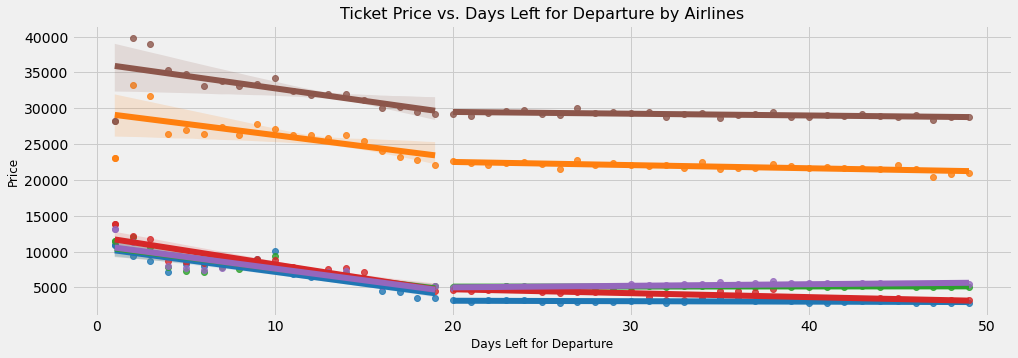 Ticket Price vs. Days Left for Departure by Airlines
Price
40000
35000
30000
25000
20000
15000
10000
5000
0 10 20 30 40 50
Days Left for Departure